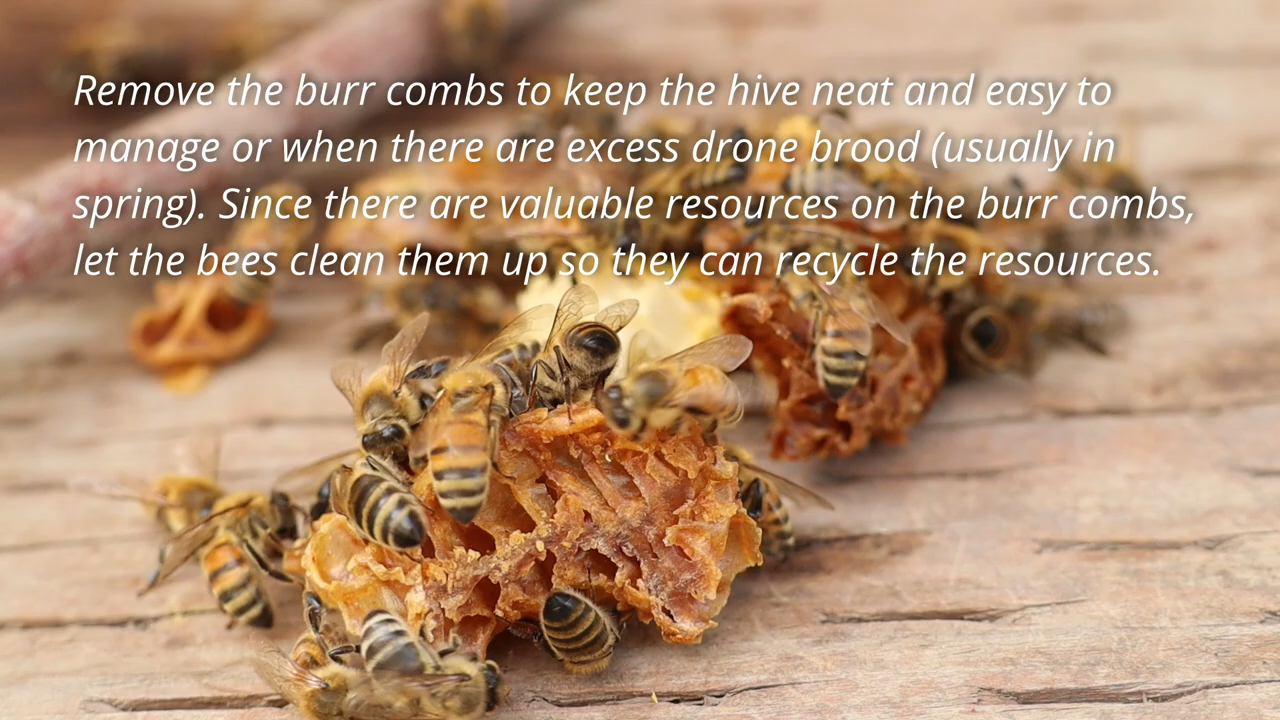 Remove the burr combs to keep the hive neat and easy to
manage or when there are excess drone brood (usually in
spring). Since there are valuable resources on the burr combs,
let the bees clean them up so they can recycle the resources.